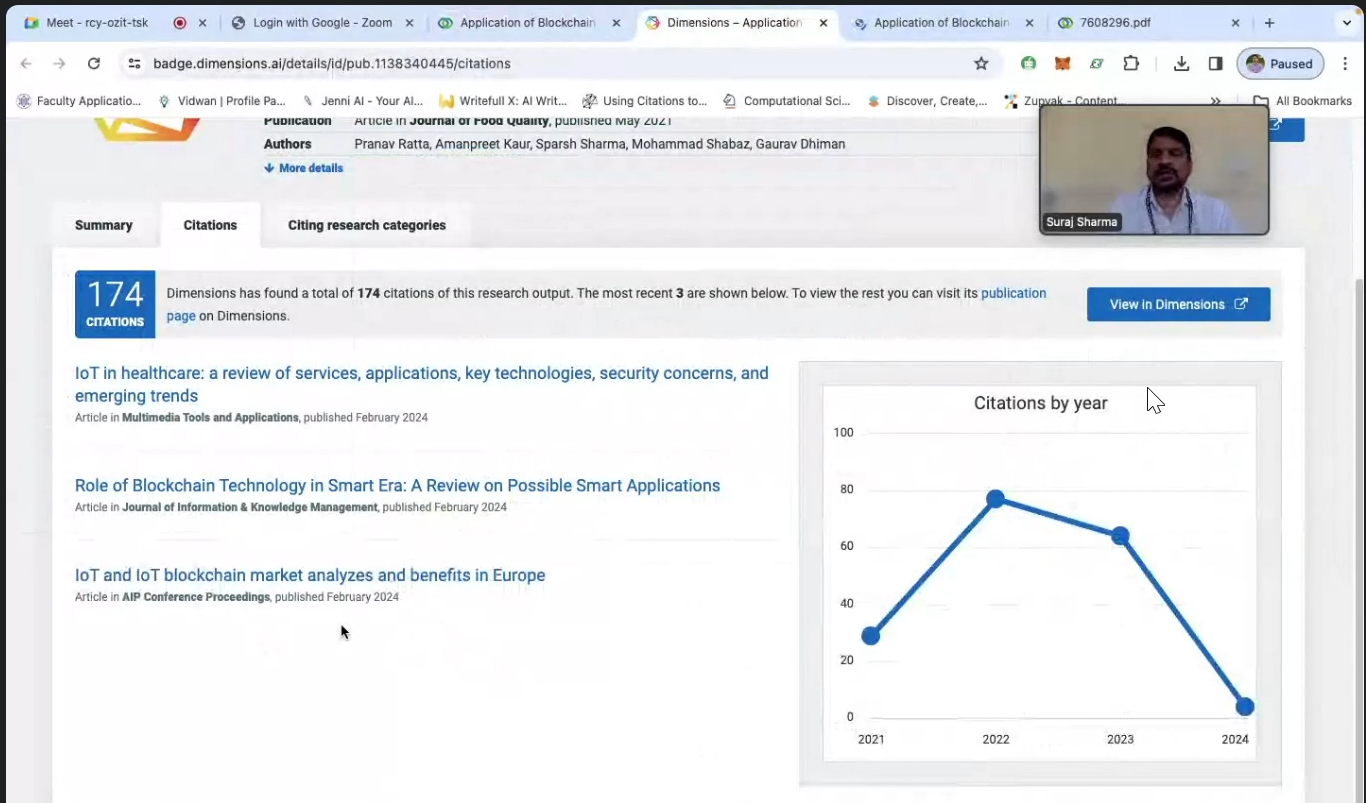 Meet - rcy-ozit-tsk
Login with Google - Zoom
Application of Blockchain
Dimensions – Application
Application of Blockchain
7608296.pdf
badge.dimensions.ai/details/id/pub.1138340445/citations
Paused
Faculty Applicatio...
Vidwan | Profile Pa...
Jenni AI - Your AI...
Writefull X: AI Writ...
Using Citations to...
Computational Sci...
Discover, Create,...
Zupyak - Content...
»
All Bookmarks
Publication Article in Journal of Food Quality, published May 2021
Authors Pranav Ratta, Amanpreet Kaur, Sparsh Sharma, Mohammad Shabaz, Gaurav Dhiman
More details
Suraj Sharma
Summary
Citations
Citing research categories
174
CITATIONS
Dimensions has found a total of 174 citations of this research output. The most recent 3 are shown below. To view the rest you can visit its publication
page on Dimensions.
View in Dimensions
IoT in healthcare: a review of services, applications, key technologies, security concerns, and
emerging trends
Article in Multimedia Tools and Applications, published February 2024
Role of Blockchain Technology in Smart Era: A Review on Possible Smart Applications
Article in Journal of Information & Knowledge Management, published February 2024
IoT and IoT blockchain market analyzes and benefits in Europe
Article in AIP Conference Proceedings, published February 2024
Citations by year
100
80
60
40
20
0
2021
2022
2023
2024